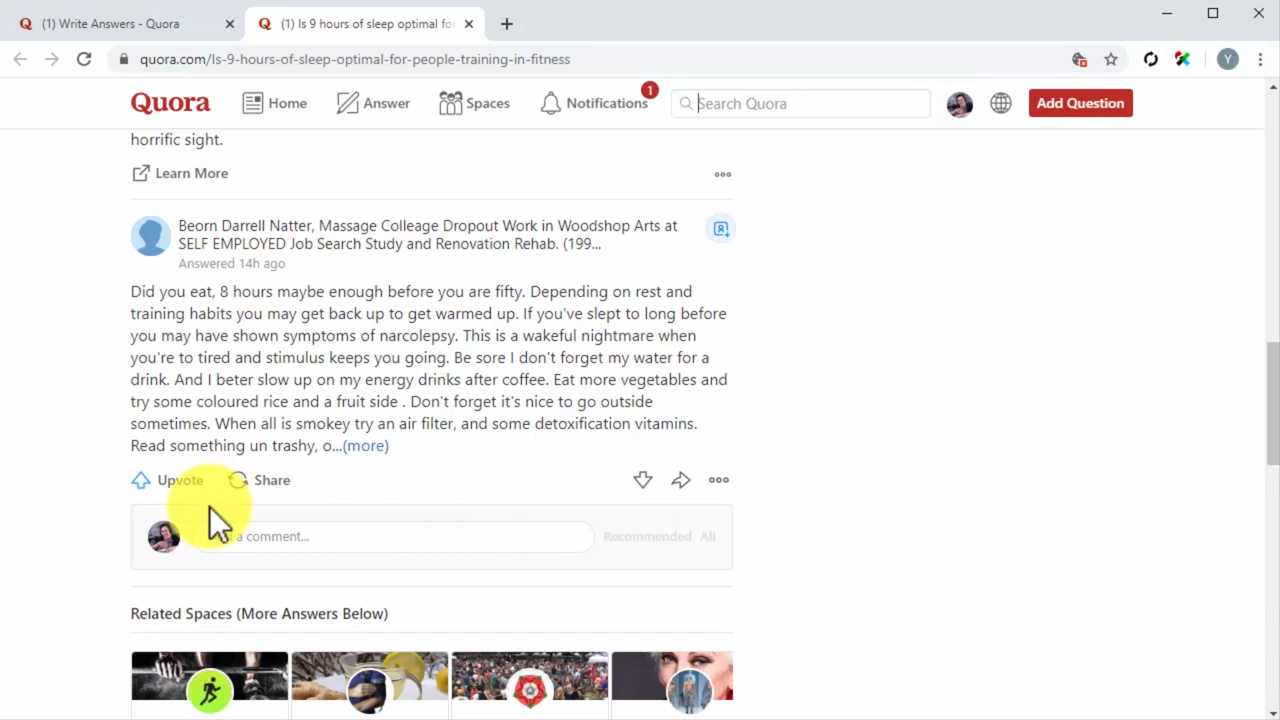 (1) Write Answers - Quora
(1) Is 9 hours of sleep optimal fo
quora.com/Is-9-hours-of-sleep-optimal-for-people-training-in-fitness
Y
Quora
Home
Answer
Spaces
Notifications
1
Search Quora
Add Question
horrific sight.
Learn More
Beorn Darrell Natter, Massage Colleage Dropout Work in Woodshop Arts at
SELF EMPLOYED Job Search Study and Renovation Rehab. (199...
Answered 14h ago
Did you eat, 8 hours maybe enough before you are fifty. Depending on rest and
training habits you may get back up to get warmed up. If you've slept to long before
you may have shown symptoms of narcolepsy. This is a wakeful nightmare when
you're to tired and stimulus keeps you going. Be sore I don't forget my water for a
drink. And I beter slow up on my energy drinks after coffee. Eat more vegetables and
try some coloured rice and a fruit side . Don't forget it's nice to go outside
sometimes. When all is smokey try an air filter, and some detoxification vitamins.
Read something un trashy, o...(more)
Upvote
Share
a comment...
Recommended All
Related Spaces (More Answers Below)